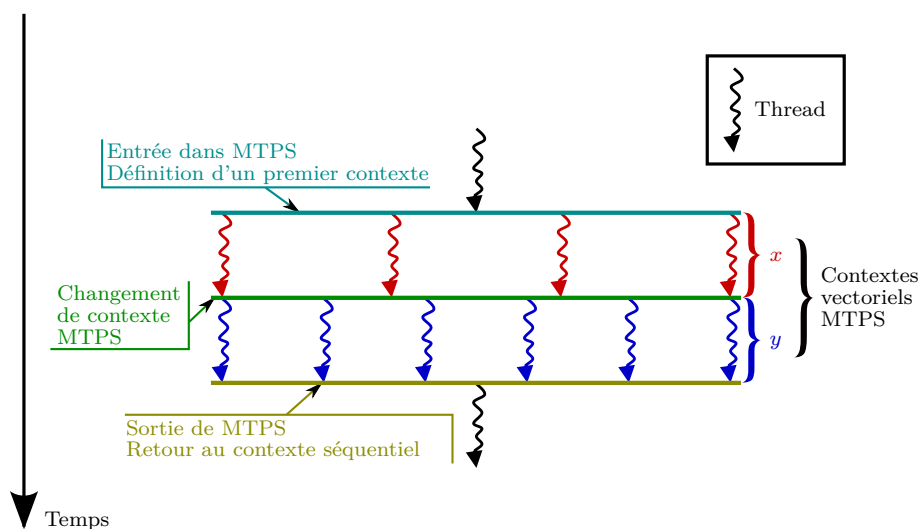 Thread
Entrée dans MTPS
Définition d'un premier contexte
x
Contextes
vectoriels
MTPS
Changement
de contexte
MTPS
y
Sortie de MTPS
Retour au contexte séquentiel
Temps